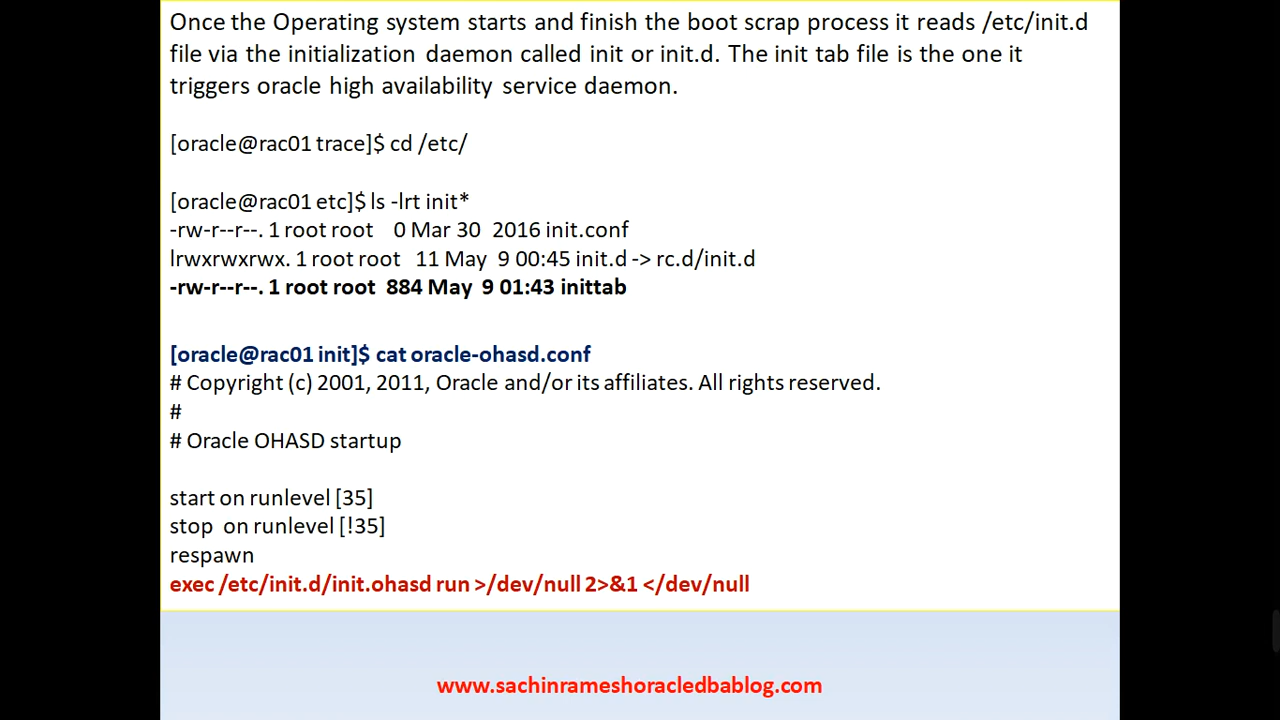 Once the Operating system starts and finish the boot scrap process it reads /etc/init.d
file via the initialization daemon called init or init.d. The init tab file is the one it
triggers oracle high availability service daemon.
[oracle@rac01 trace]$ cd /etc/
[oracle@rac01 etc]$ ls -lrt init*
-rw-r--r--. 1 root root 0 Mar 30 2016 init.conf
lrwxrwxrwx. 1 root root 11 May 9 00:45 init.d -> rc.d/init.d
-rw-r--r--. 1 root root 884 May 9 01:43 inittab
[oracle@rac01 init]$ cat oracle-ohasd.conf
# Copyright (c) 2001, 2011, Oracle and/or its affiliates. All rights reserved.
#
# Oracle OHASD startup
start on runlevel [35]
stop on runlevel [!35]
respawn
exec /etc/init.d/init.ohasd run >/dev/null 2>&1 </dev/null
www.sachinrameshoracledbablog.com